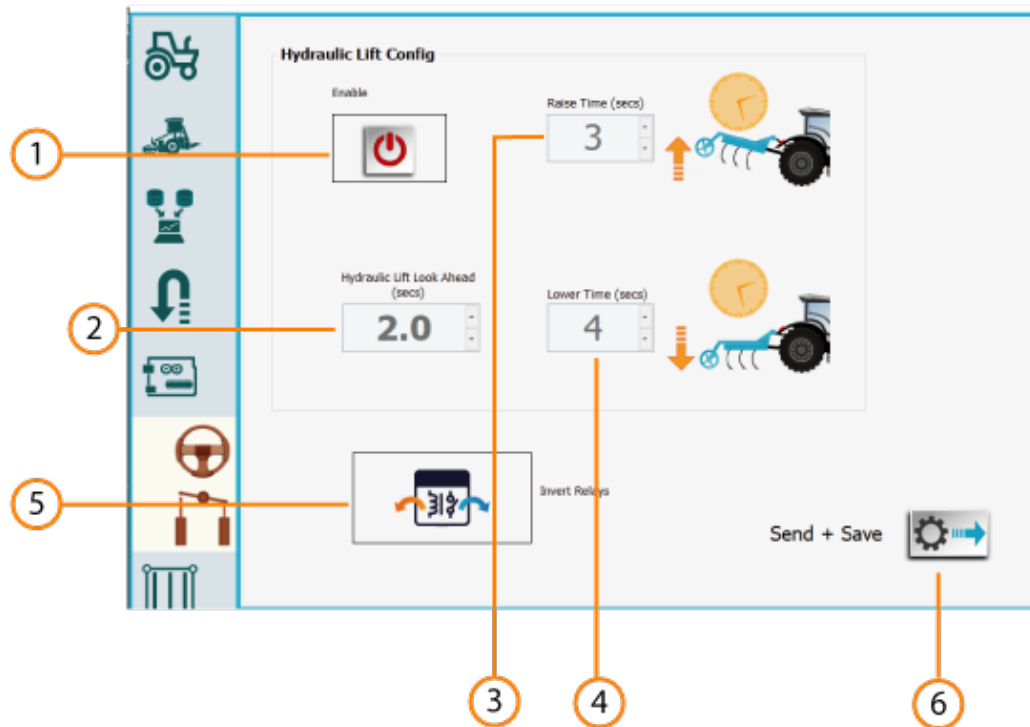 Hydraulic Lift Config
Enable
Raise Time (secs)
3
1
Hydraulic Lift Look Ahead
(secs)
2.0
Lower Time (secs)
4
2
5
Invert Relays
Send + Save
3
4
6